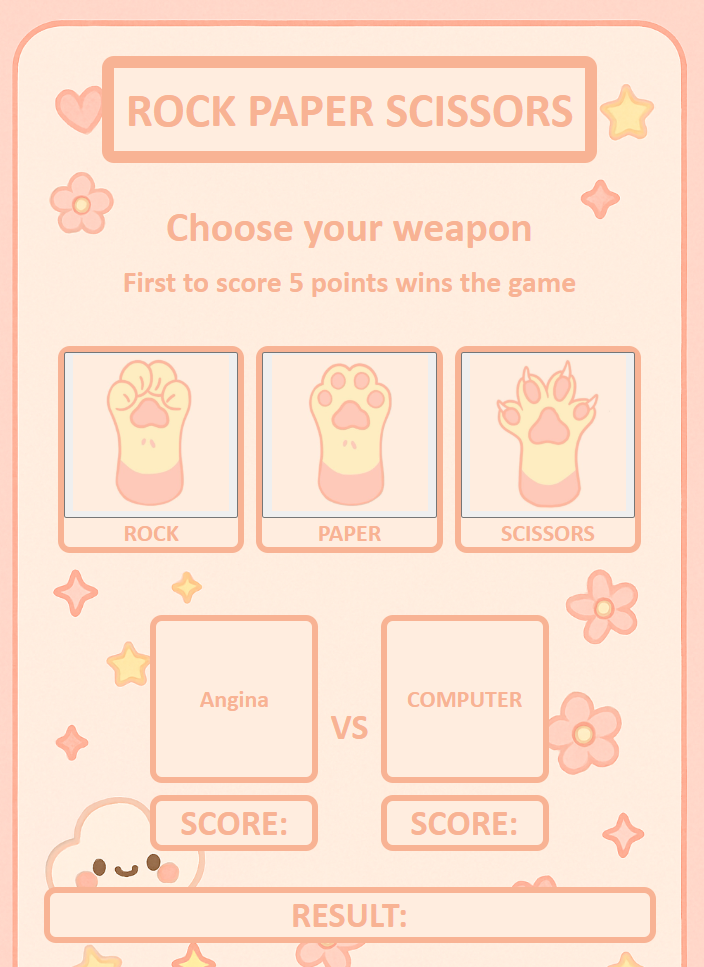 ROCK PAPER SCISSORS
Choose your weapon
First to score 5 points wins the game
ROCK
PAPER
SCISSORS
Angina
VS
COMPUTER
SCORE:
SCORE:
RESULT: